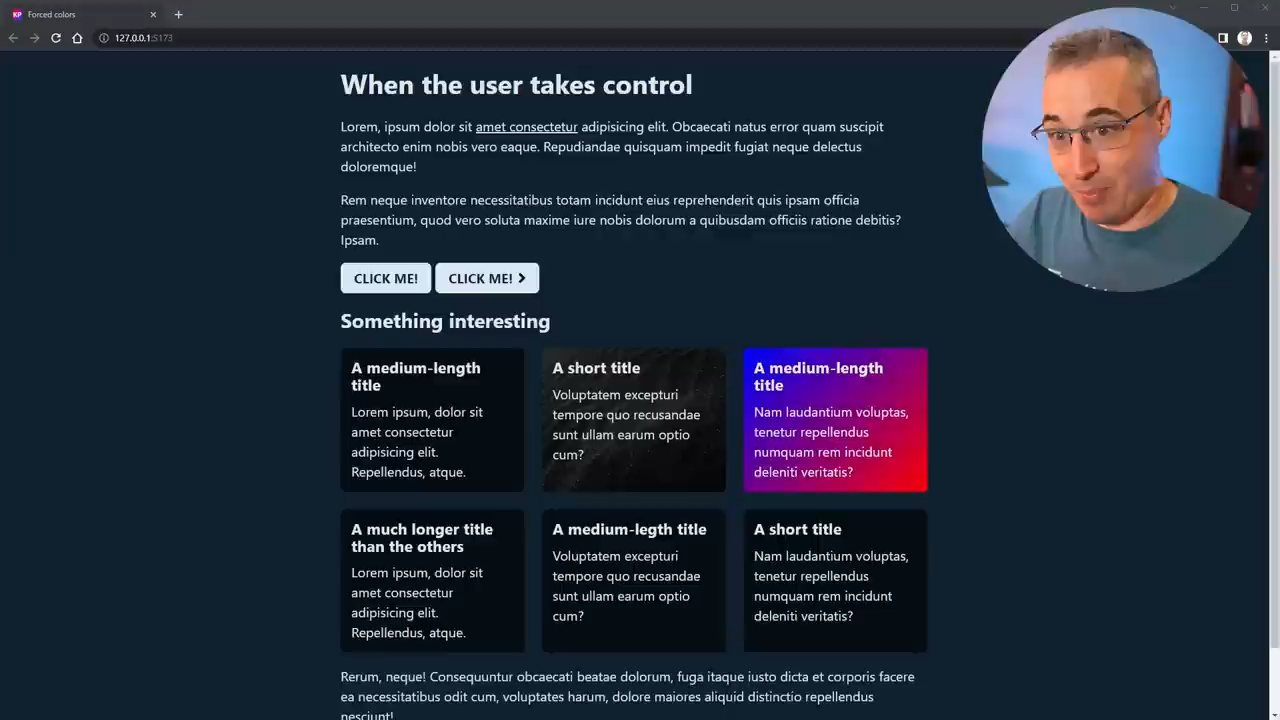 KP Forced colors
127.0.0.1:5173
When the user takes control
Lorem, ipsum dolor sit amet consectetur adipisicing elit. Obcaecati natus error quam suscipit
architecto enim nobis vero eaque. Repudiandae quisquam impedit fugiat neque delectus
doloremque!
Rem neque inventore necessitatibus totam incidunt eius reprehenderit quis ipsam officia
praesentium, quod vero soluta maxime iure nobis dolorum a quibusdam officiis ratione debitis?
Ipsam.
CLICK ME! CLICK ME!
Something interesting
A medium-length
title
Lorem ipsum, dolor sit
amet consectetur
adipisicing elit.
Repellendus, atque.
A short title
Voluptatem excepturi
tempore quo recusandae
sunt ullam earum optio
cum?
A medium-length
title
Nam laudantium voluptas,
tenetur repellendus
numquam rem incidunt
deleniti veritatis?
A much longer title
than the others
Lorem ipsum, dolor sit
amet consectetur
adipisicing elit.
Repellendus, atque.
A medium-legth title
Voluptatem excepturi
tempore quo recusandae
sunt ullam earum optio
cum?
A short title
Nam laudantium voluptas,
tenetur repellendus
numquam rem incidunt
deleniti veritatis?
Rerum, neque! Consequuntur obcaecati beatae dolorum, fuga itaque iusto dicta et corporis facere
ea necessitatibus odit cum, voluptates harum, dolore maiores aliquid distinctio repellendus
nesciunt!